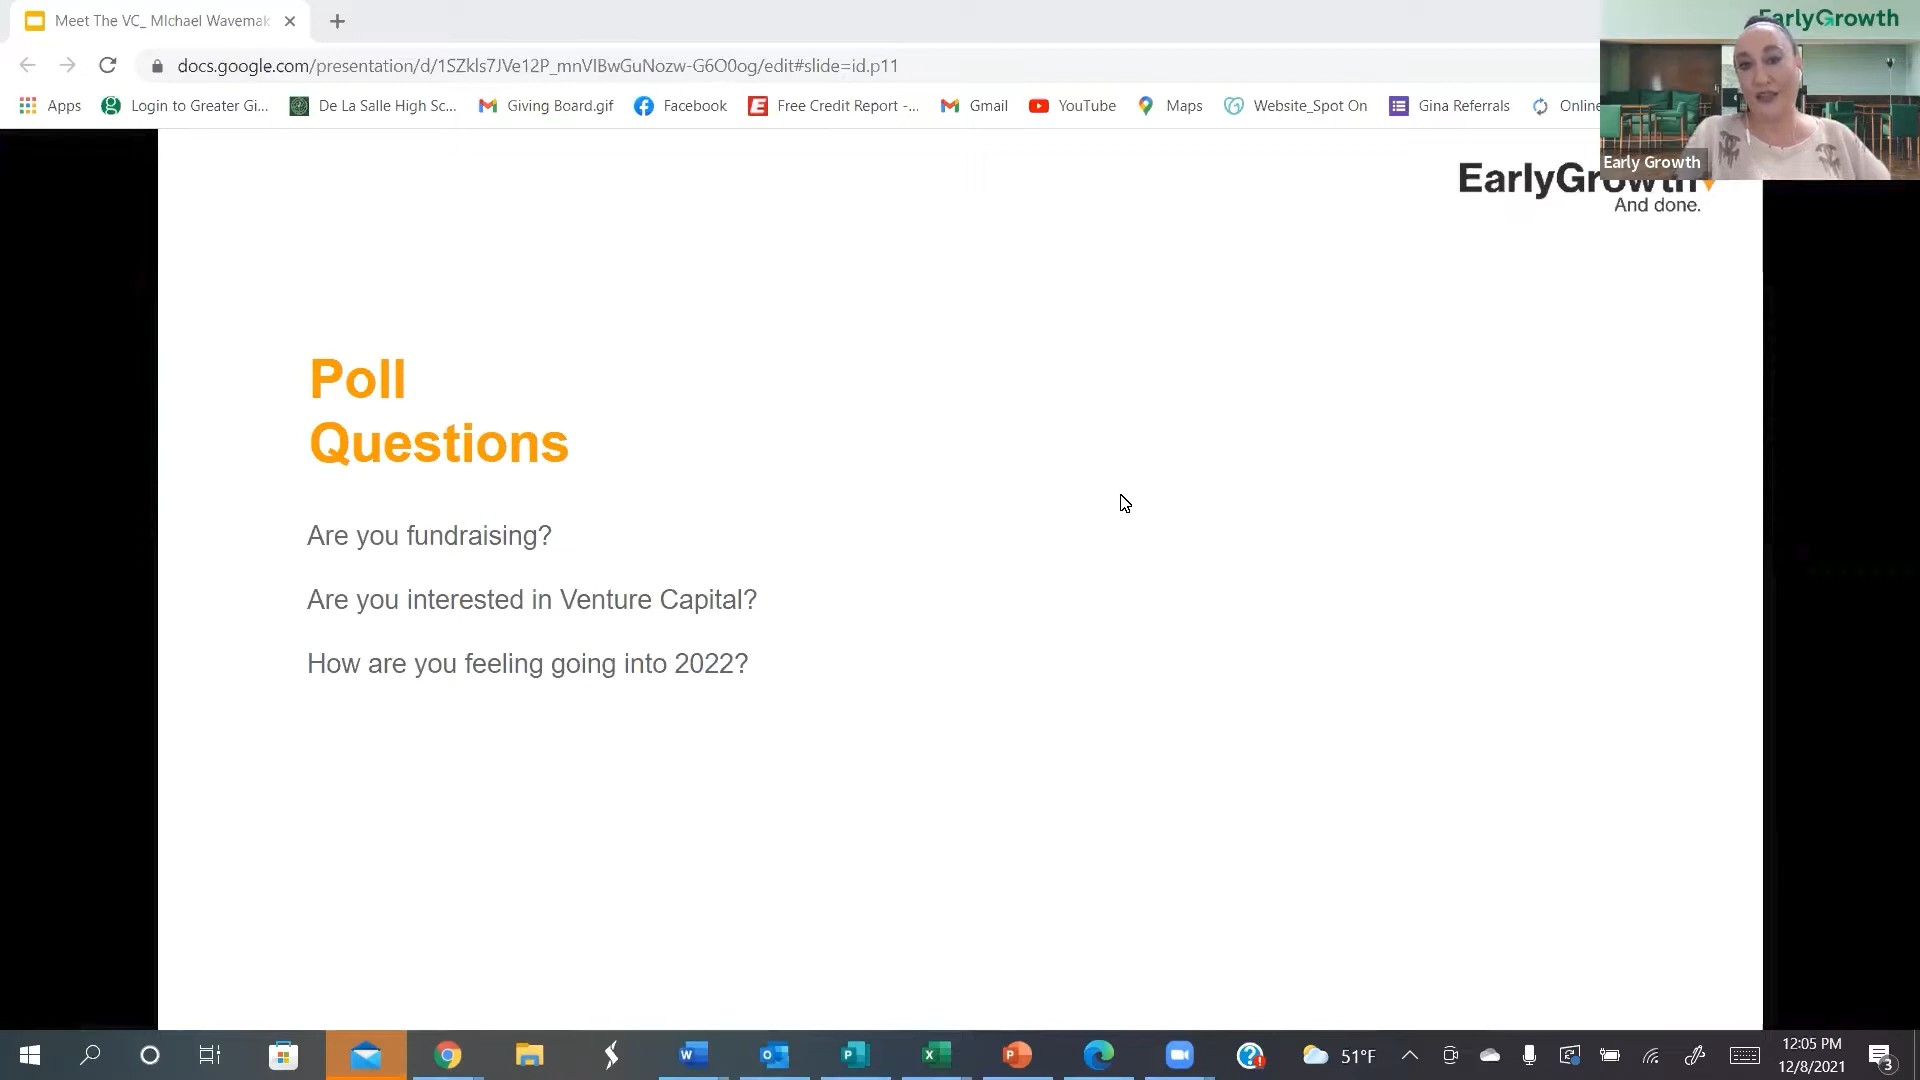 Meet The VC_ MIchael Wavemak
docs.google.com/presentation/d/1SZkls7JVe12P_mnVIBwGuNozw-G6O0og/edit#slide=id.p11
Apps
Login to Greater Gi...
De La Salle High Sc...
Giving Board.gif
Facebook
Free Credit Report -...
Gmail
YouTube
Maps
Website_Spot On
Gina Referrals
Online
EarlyGrowth
Early Growth
EarlyGrowth
And done.
Poll
Questions
Are you fundraising?
Are you interested in Venture Capital?
How are you feeling going into 2022?
51°F
12:05 PM
12/8/2021
3